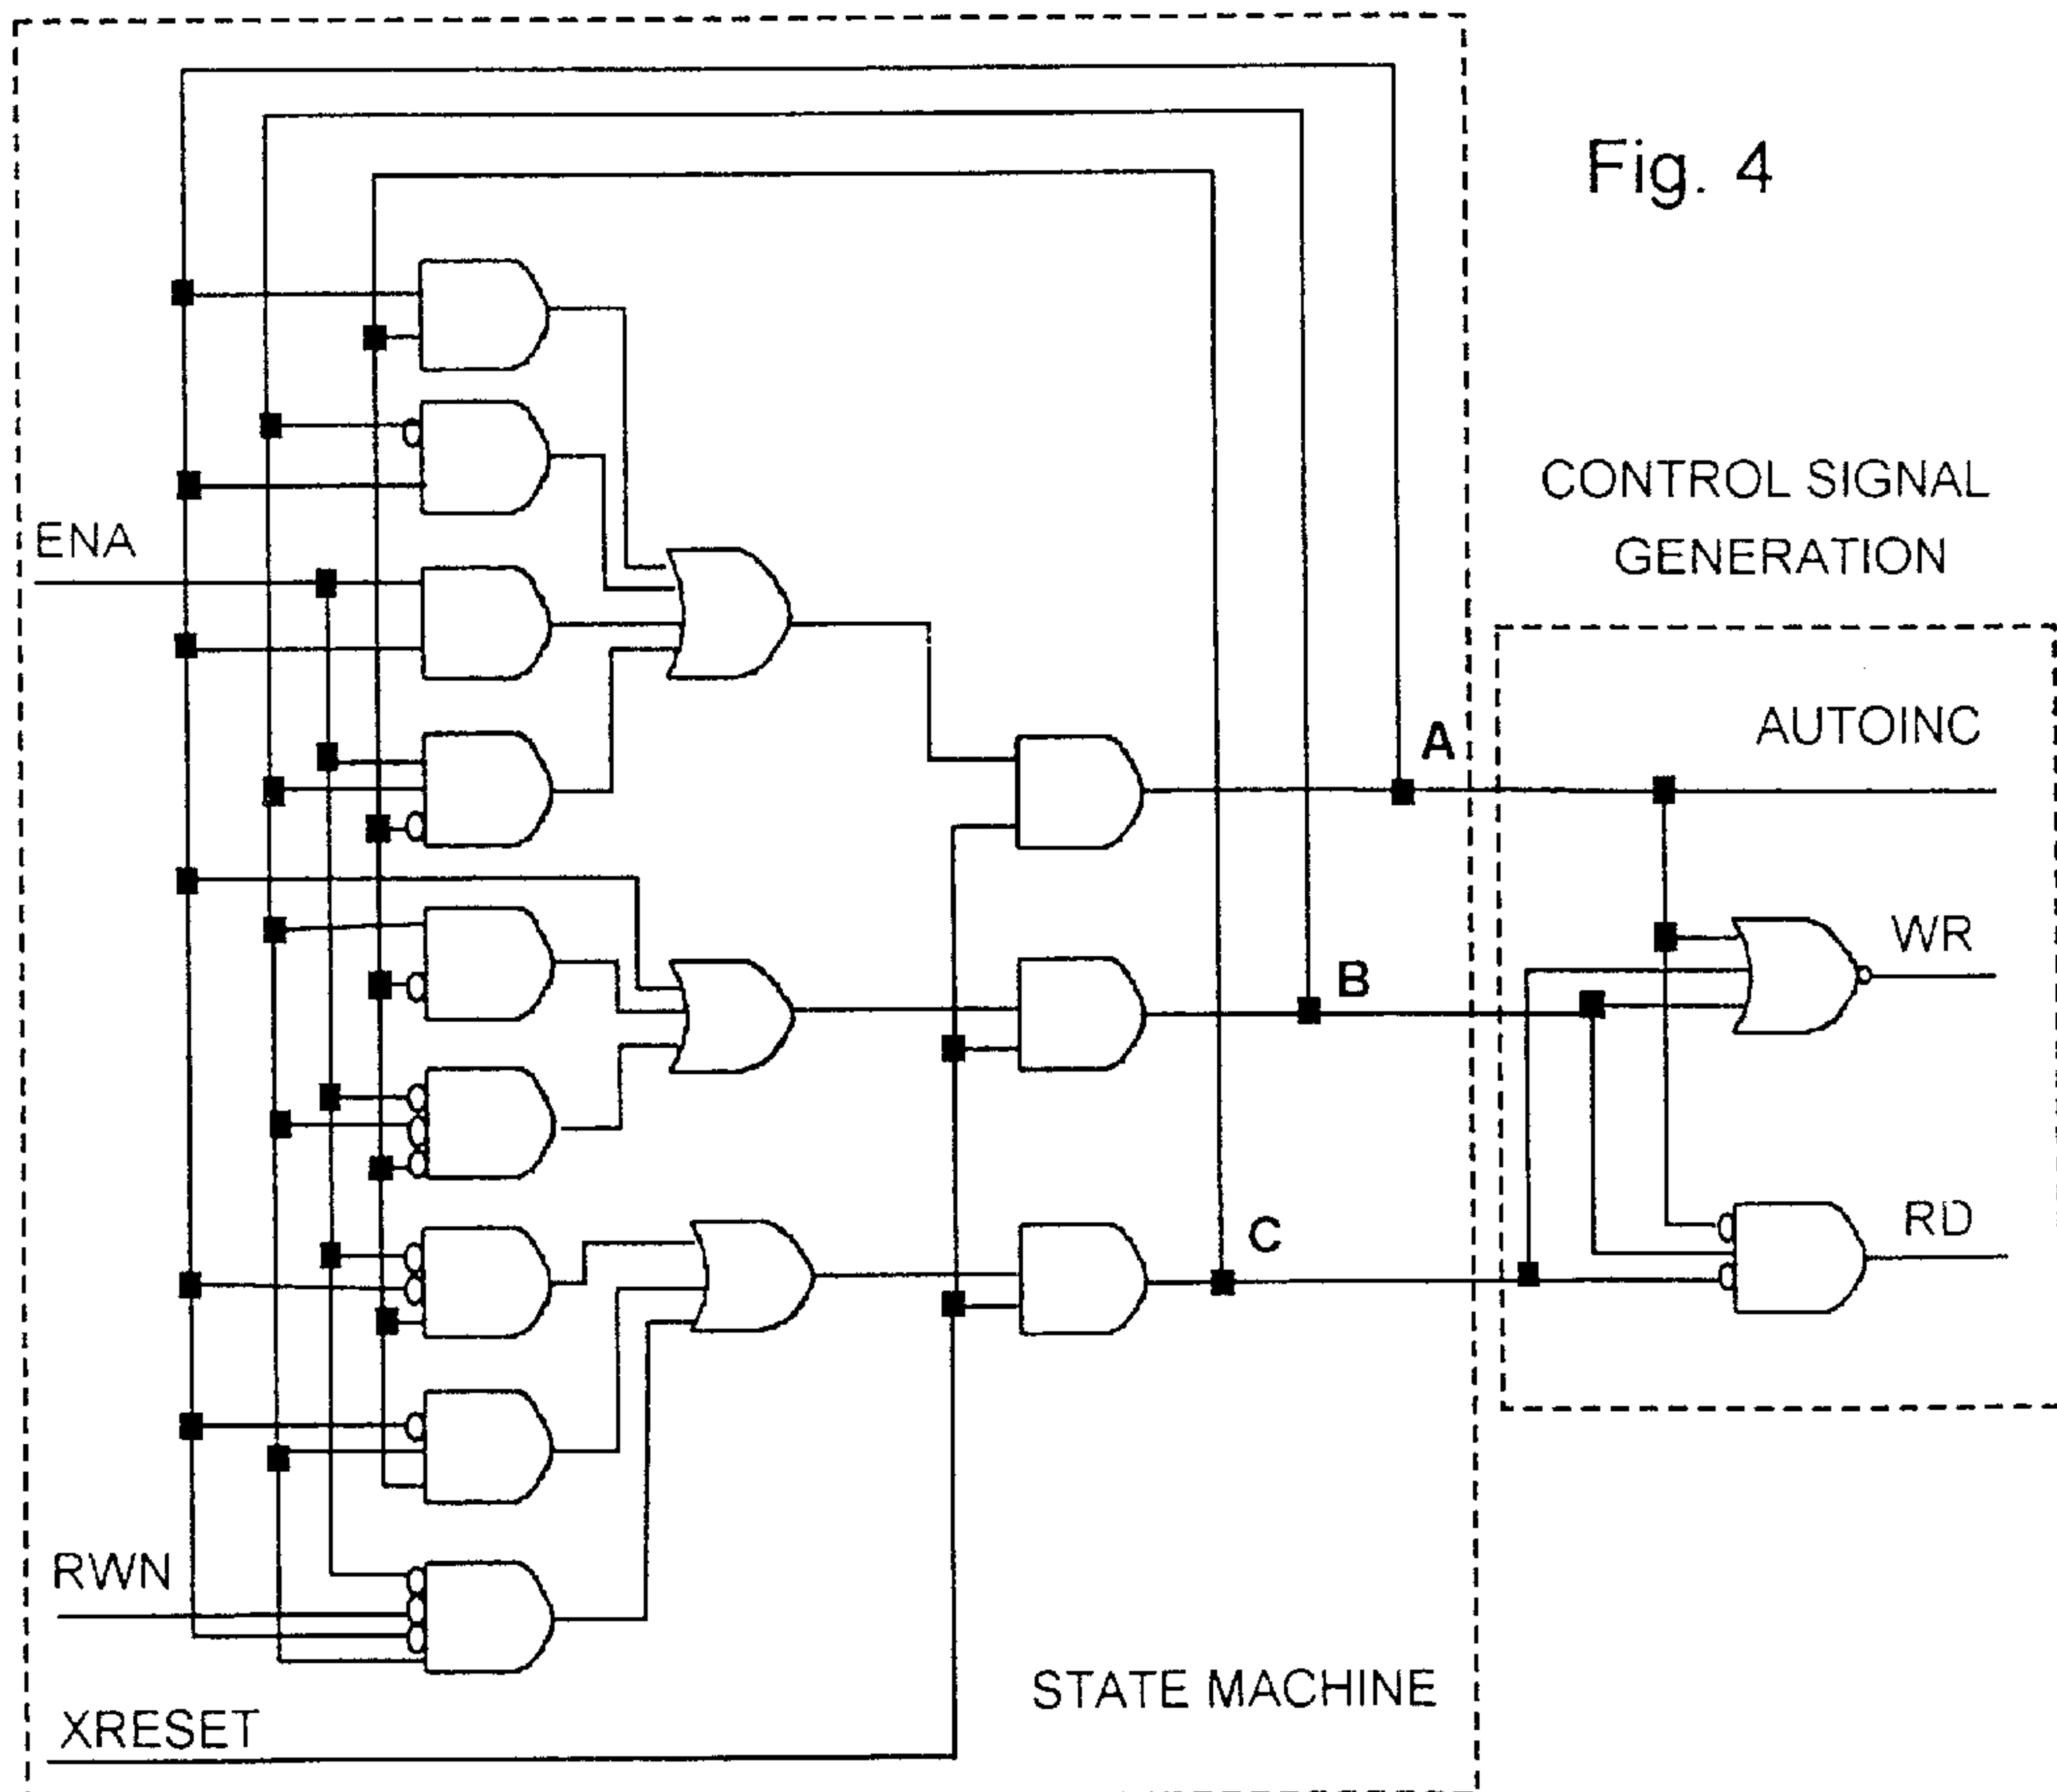 Fig. 4
CONTROL SIGNAL
GENERATION
ENA
AUTOINC
A
WR
B
RD
C
RWN
STATE MACHINE
XRESET